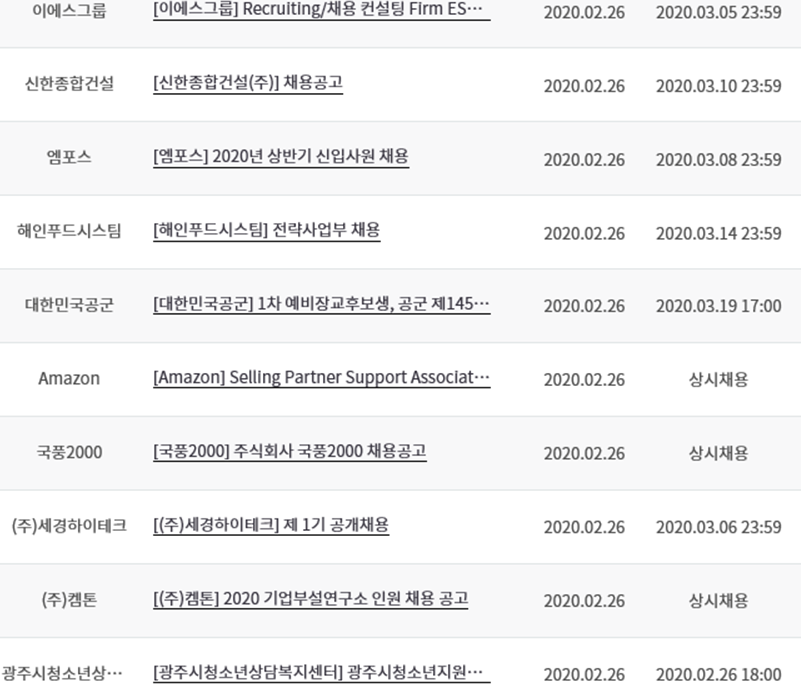 이에스그룹 [이에스그룹] Recruiting/채용 컨설팅 Firm ES… 2020.02.26 2020.03.05 23:59
신한종합건설 [신한종합건설(주)] 채용공고 2020.02.26 2020.03.10 23:59
엠포스 [엠포스] 2020년 상반기 신입사원 채용 2020.02.26 2020.03.08 23:59
해인푸드시스팀 [해인푸드시스팀] 전략사업부 채용 2020.02.26 2020.03.14 23:59
대한민국공군 [대한민국공군] 1차 예비장교후보생, 공군 제145… 2020.02.26 2020.03.19 17:00
Amazon [Amazon] Selling Partner Support Associat… 2020.02.26 상시채용
국풍2000 [국풍2000] 주식회사 국풍2000 채용공고 2020.02.26 상시채용
(주)세경하이테크 [(주)세경하이테크] 제 1기 공개채용 2020.02.26 2020.03.06 23:59
(주)켐톤 [(주)켐톤] 2020 기업부설연구소 인원 채용 공고 2020.02.26 상시채용
광주시청소년상… [광주시청소년상담복지센터] 광주시청소년지원… 2020.02.26 2020.02.26 18:00